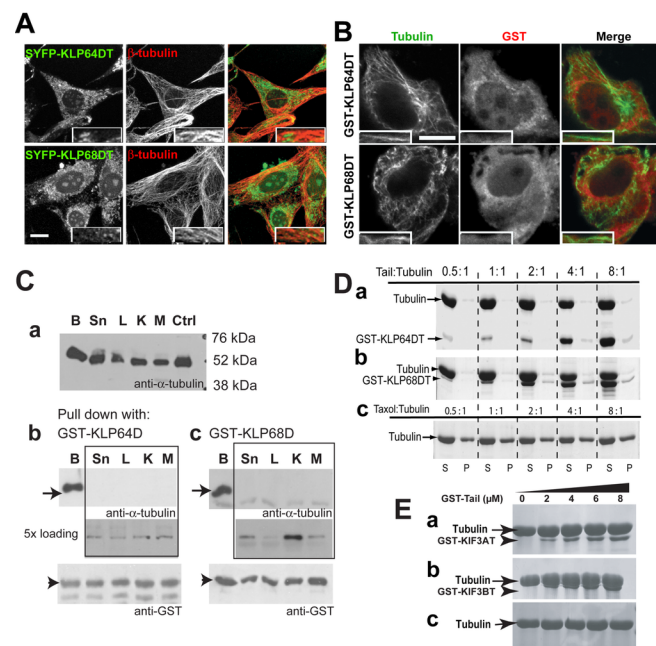 A
SYFP-KLP64DT
β-tubulin
SYFP-KLP68DT
β-tubulin
B
Tubulin
GST
Merge
GST-KLP64DT
GST-KLP68DT
C
a
B Sn L K M Ctrl
76 kDa
52 kDa
38 kDa
anti-α-tubulin
Pull down with:
b GST-KLP64D
B Sn L K M
anti-α-tubulin
5x loading
anti-GST
c GST-KLP68D
B Sn L K M
anti-α-tubulin
anti-GST
D
Tail:Tubulin
0.5:1 1:1 2:1 4:1 8:1
a
Tubulin
GST-KLP64DT
b
Tubulin
GST-KLP68DT
c Taxol:Tubulin
0.5:1 1:1 2:1 4:1 8:1
Tubulin
S P S P S P S P S P
E
GST-Tail (μM) 0 2 4 6 8
a
Tubulin
GST-KIF3AT
b
Tubulin
GST-KIF3BT
c
Tubulin